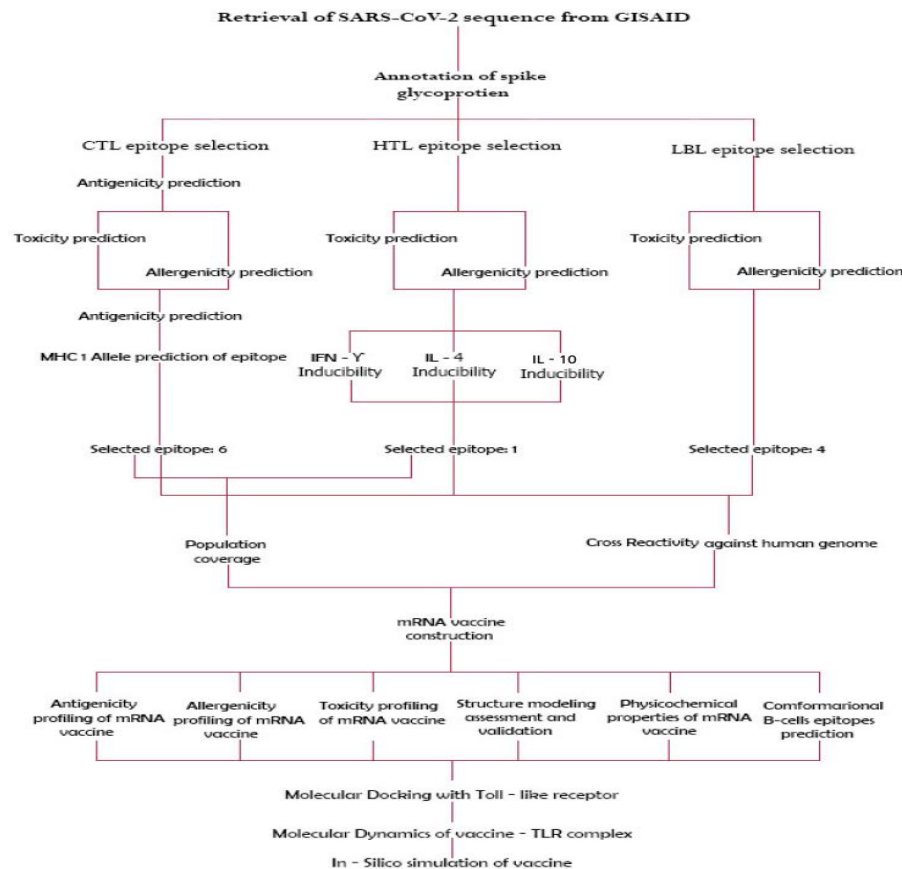 Retrieval of SARS-CoV-2 sequence from GISAID
Annotation of spike
glycoprotien
CTL epitope selection
HTL epitope selection
LBL epitope selection
Antigenicity prediction
Toxicity prediction
Allergenicity prediction
Toxicity prediction
Allergenicity prediction
Toxicity prediction
Allergenicity prediction
Antigenicity prediction
MHC 1 Allele prediction of epitope
IFN - ϒ
Inducibility
IL - 4
Inducibility
IL - 10
Inducibility
Selected epitope: 6
Selected epitope: 1
Selected epitope: 4
Population
coverage
Cross Reactivity against human genome
mRNA vaccine
construction
Antigenicity
profiling of mRNA
vaccine
Allergenicity
profiling of mRNA
vaccine
Toxicity profiling
of mRNA vaccine
Structure modeling
assessment and
validation
Physicochemical
properties of mRNA
vaccine
Comformarional
B-cells epitopes
prediction
Molecular Docking with Toll - like receptor
Molecular Dynamics of vaccine - TLR complex
In - Silico simulation of vaccine